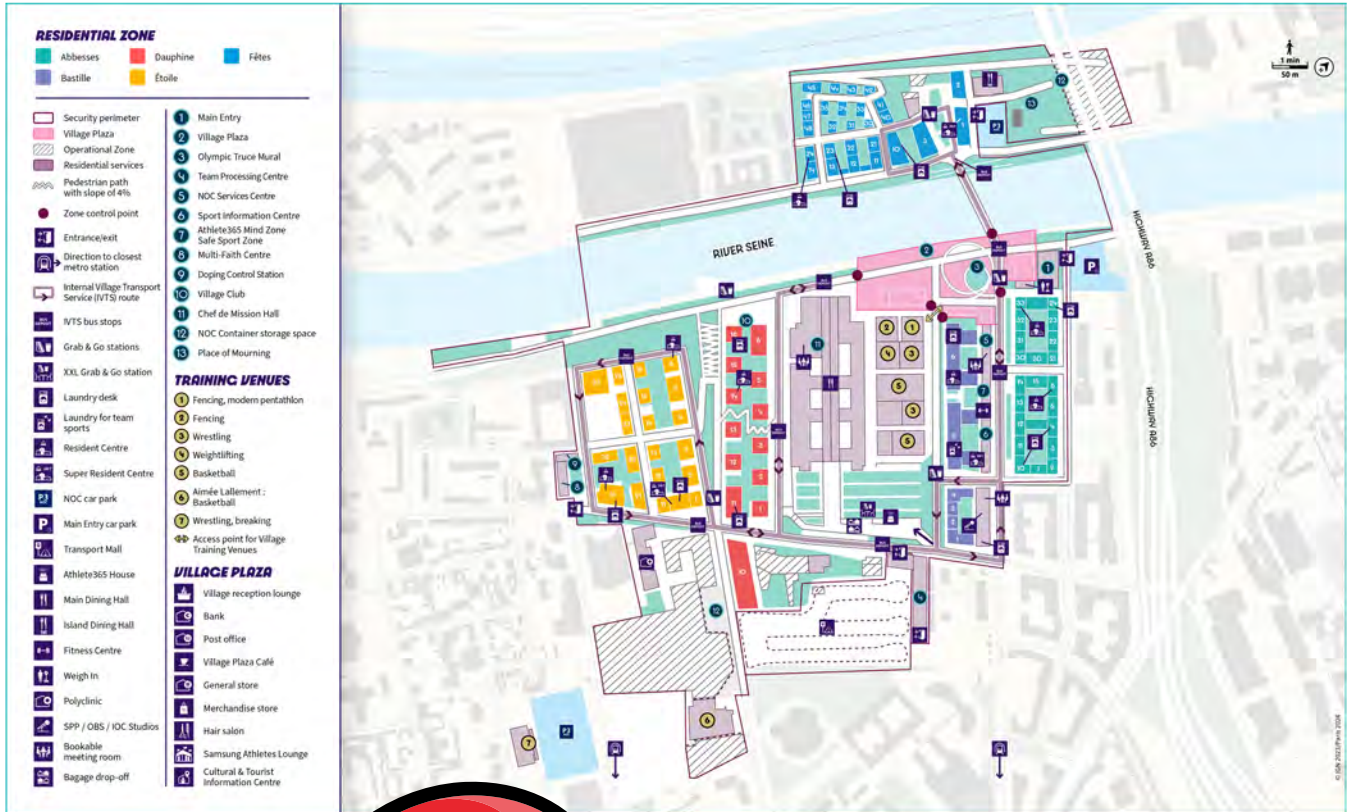 RESIDENTIAL ZONE
Abbesses
Dauphine
Fêtes
Bastille
Étoile
Security perimeter
Village Plaza
Operational Zone
Residential services
Pedestrian path
with slope of 4%
Zone control point
Entrance/exit
Direction to closest
metro station
Internal Village Transport
Service (IVTS) route
IVTS bus stops
Grab & Go stations
XXL Grab & Go station
Laundry desk
Laundry for team
sports
Resident Centre
Super Resident Centre
NOC car park
Main Entry car park
Transport Mall
Athlete365 House
Main Dining Hall
Island Dining Hall
Fitness Centre
Weigh In
Polyclinic
SPP / OBS / IOC Studios
Bookable
meeting room
Bagage drop-off
1 Main Entry
2 Village Plaza
3 Olympic Truce Mural
4 Team Processing Centre
5 NOC Services Centre
6 Sport Information Centre
7 Athlete365 Mind Zone
Safe Sport Zone
8 Multi-Faith Centre
9 Doping Control Station
10 Village Club
11 Chef de Mission Hall
12 NOC Container storage space
13 Place of Mourning
TRAINING VENUES
1 Fencing, modern pentathlon
2 Fencing
3 Wrestling
4 Weightlifting
5 Basketball
6 Aimée Lallement :
Basketball
7 Wrestling, breaking
Access point for Village
Training Venues
VILLAGE PLAZA
Village reception lounge
Bank
Post office
Village Plaza Café
General store
Merchandise store
Hair salon
Samsung Athletes Lounge
Cultural & Tourist
Information Centre
1 min
50 m
RIVER SEINE
HIGHWAY A86
HIGHWAY A86
© IGN 2023/Paris 2024